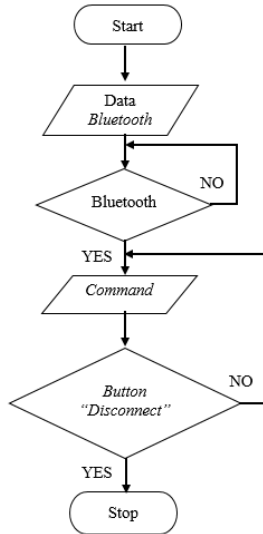 Start
Data
Bluetooth
NO
Bluetooth
YES
Command
NO
Button
“Disconnect”
YES
Stop